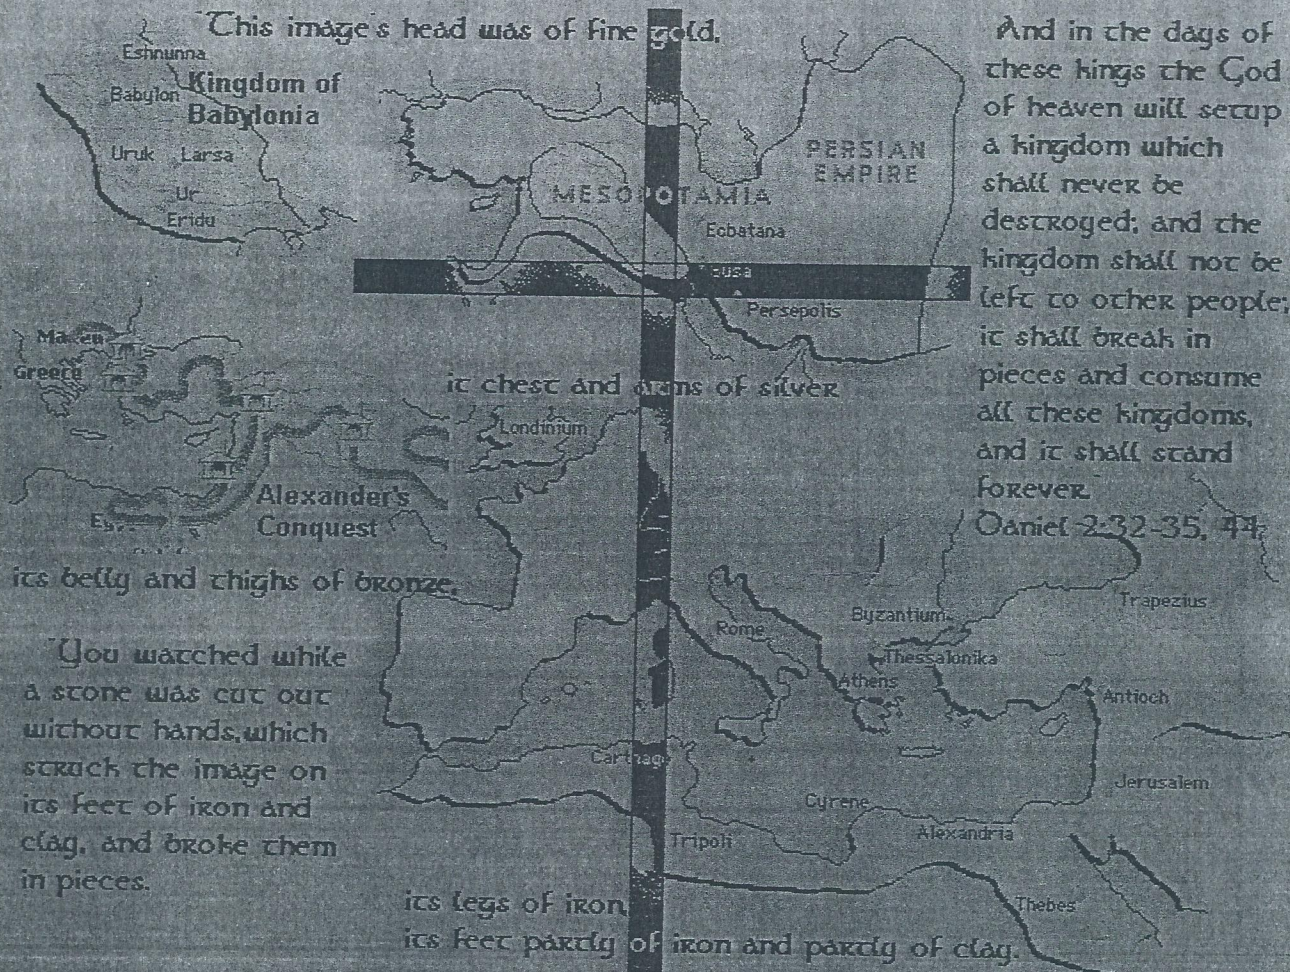 "This image's head was of fine gold,
Eshnunna
Kingdom of
Babylonia
Babylon
Uruk Larsa
Ur
Eridu
PERSIAN
EMPIRE
MESOPOTAMIA
Ecbatana
Susa
Persepolis
it chest and arms of silver
Greece
Alexander's
Conquest
its belly and thighs of bronze,
"You watched while
a stone was cut out
without hands, which
struck the image on
its feet of iron and
clay, and broke them
in pieces.
Londinium
Rome
Byzantium
Trapezius
Thessalonika
Athens
Antioch
Carthage
Jerusalem
Cyrene
Alexandria
Tripoli
Thebes
its legs of iron,
its feet partly of iron and partly of clay.
And in the days of
these kings the God
of heaven will setup
a kingdom which
shall never be
destroyed; and the
kingdom shall not be
left to other people;
it shall break in
pieces and consume
all these kingdoms,
and it shall stand
forever."
Daniel 2:32-35, 44